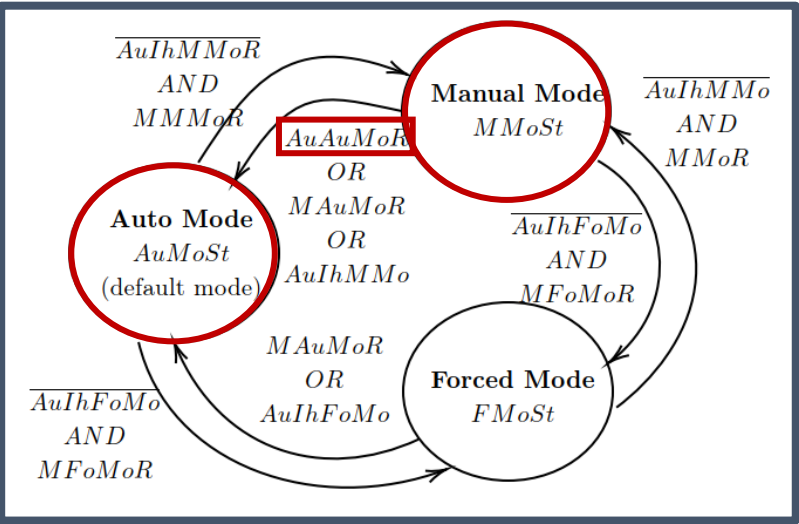 AuIhMMoR
AND
MMMoR
Manual Mode
MMoSt
AuIhMMo
AND
MMoR
AuAuMoR
OR
MAuMoR
OR
AuIhMMo
Auto Mode
AuMoSt
(default mode)
AuIhFoMo
AND
MFoMoR
MAuMoR
OR
AuIhFoMo
Forced Mode
FMoSt
AuIhFoMo
AND
MFoMoR